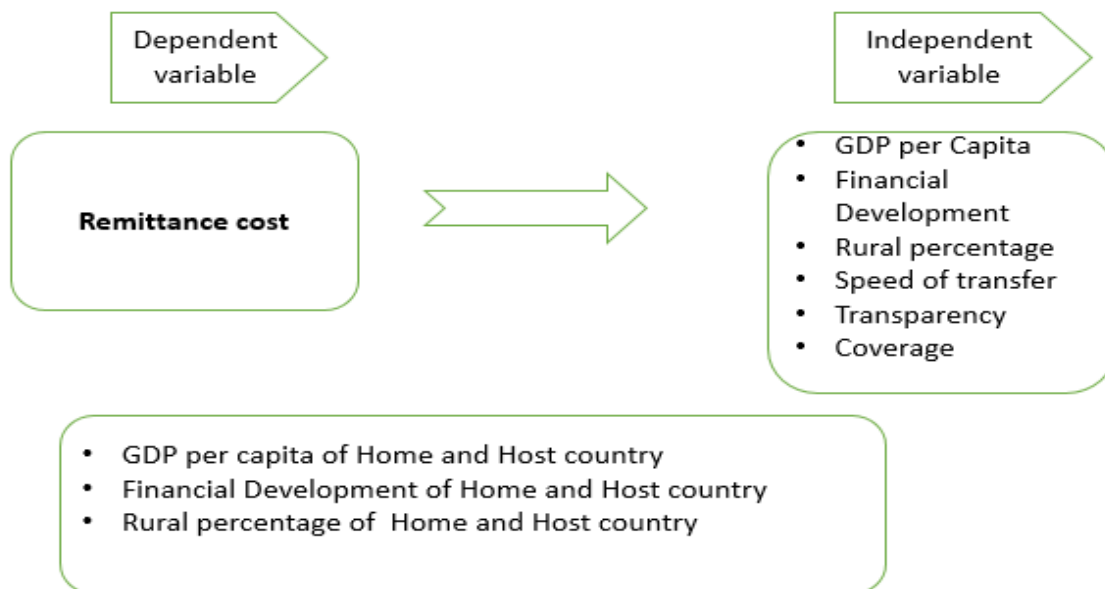 Dependent
variable
Independent
variable
Remittance cost
• GDP per Capita
• Financial
Development
• Rural percentage
• Speed of transfer
• Transparency
• Coverage
• GDP per capita of Home and Host country
• Financial Development of Home and Host country
• Rural percentage of Home and Host country